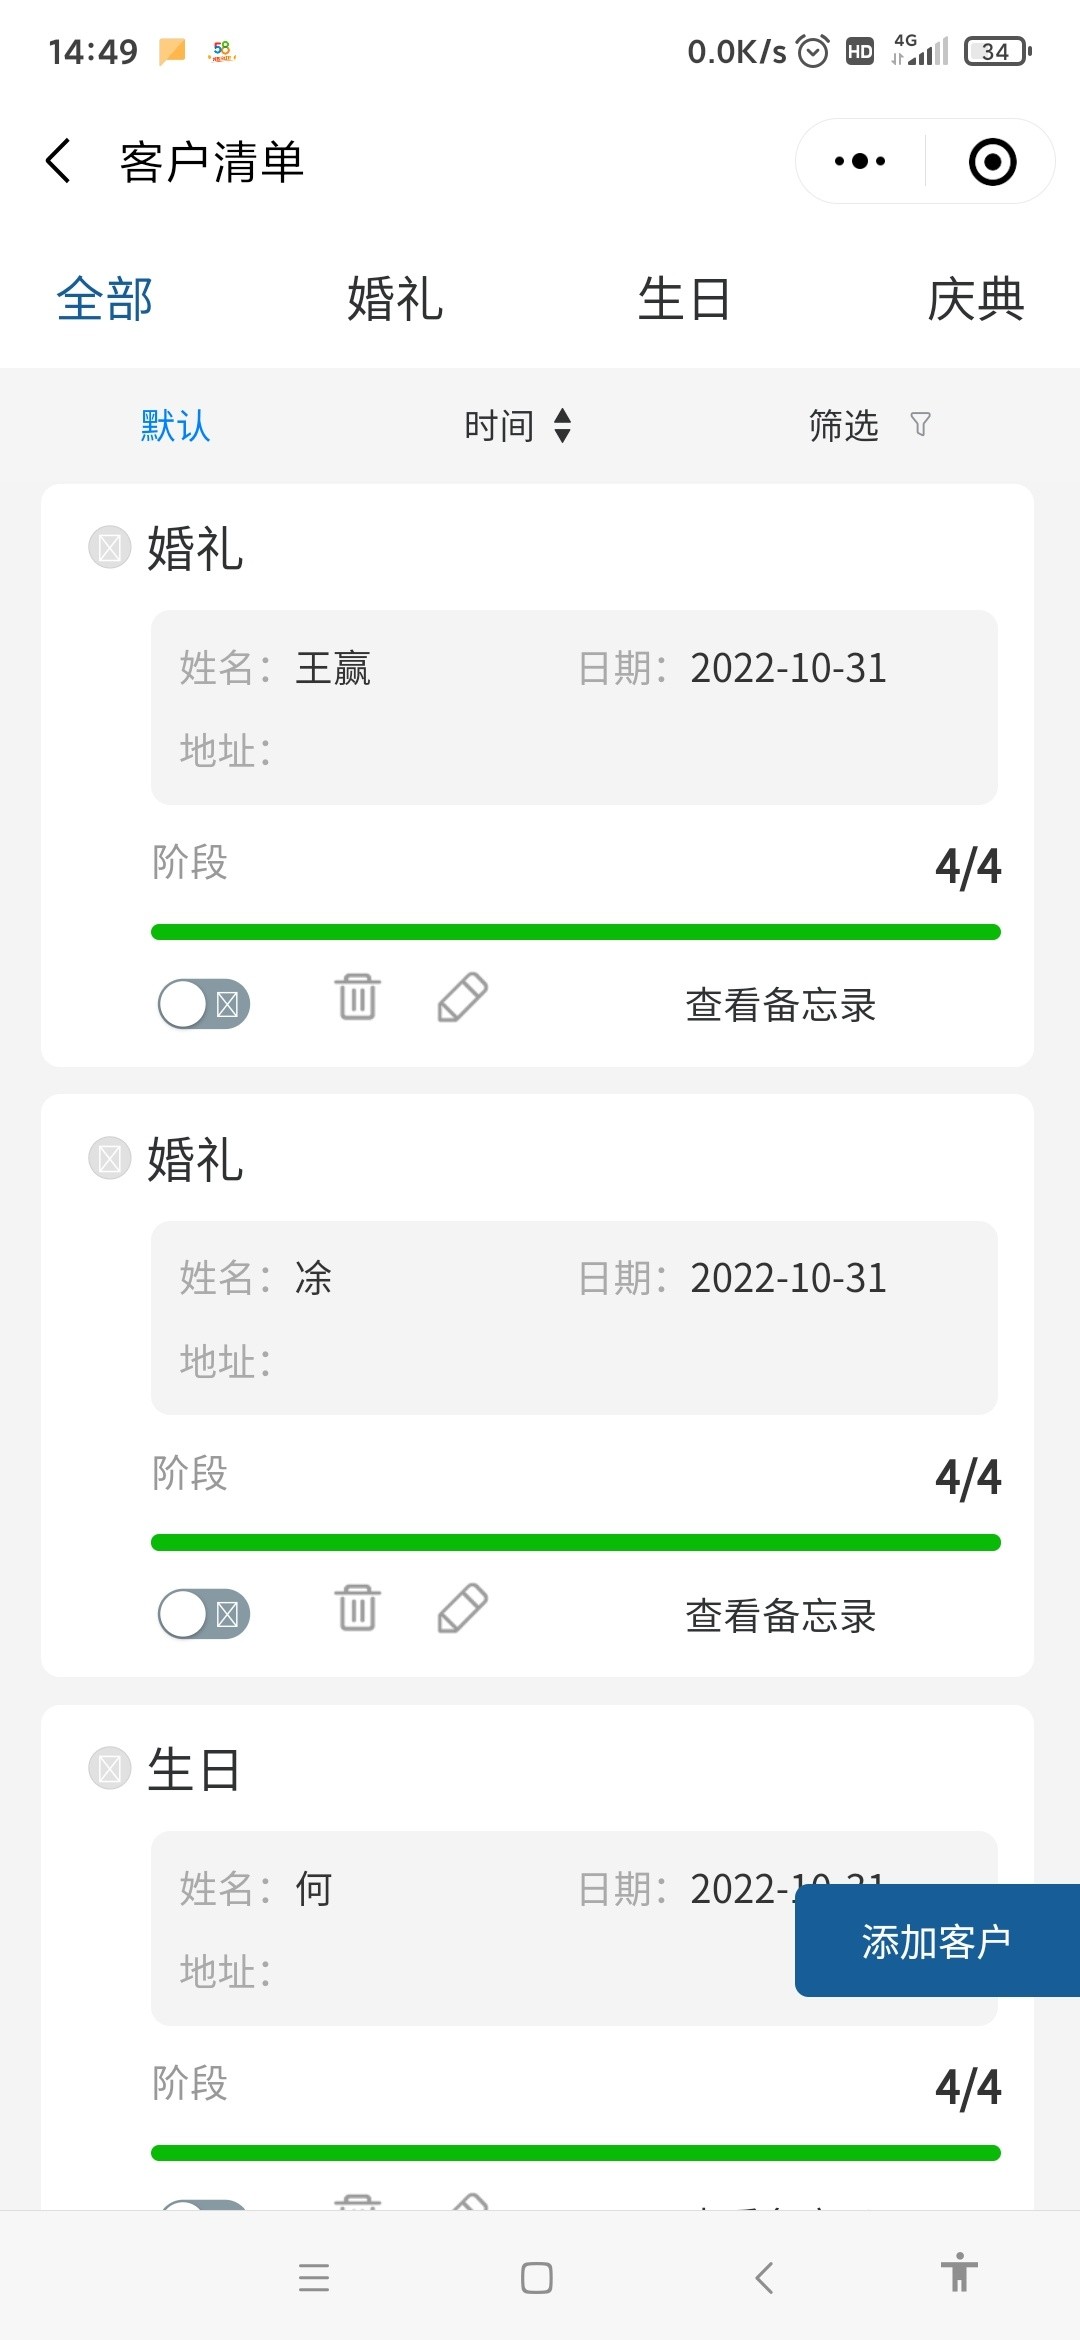 14:49 58 0.0K/s HD 4G 34
客户清单
全部 婚礼 生日 庆典
默认 时间 筛选
婚礼
姓名：王赢 日期：2022-10-31
地址：
阶段 4/4
查看备忘录
婚礼
姓名：凃 日期：2022-10-31
地址：
阶段 4/4
查看备忘录
生日
姓名：何 日期：2022-10-31
添加客户
地址：
阶段 4/4